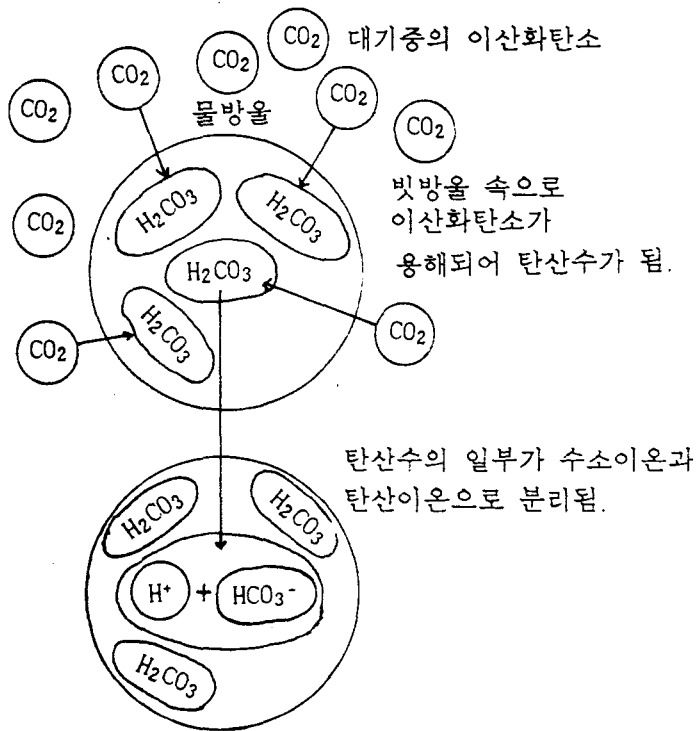 CO₂ 대기중의 이산화탄소
CO₂
CO₂
CO₂
CO₂
물방울
CO₂
CO₂
빗방울 속으로
이산화탄소가
용해되어 탄산수가 됨.
H₂CO₃
H₂CO₃
CO₂
H₂CO₃
H₂CO₃
CO₂
CO₂
탄산수의 일부가 수소이온과
탄산이온으로 분리됨.
H₂CO₃
H₂CO₃
H⁺ + HCO₃⁻
H₂CO₃